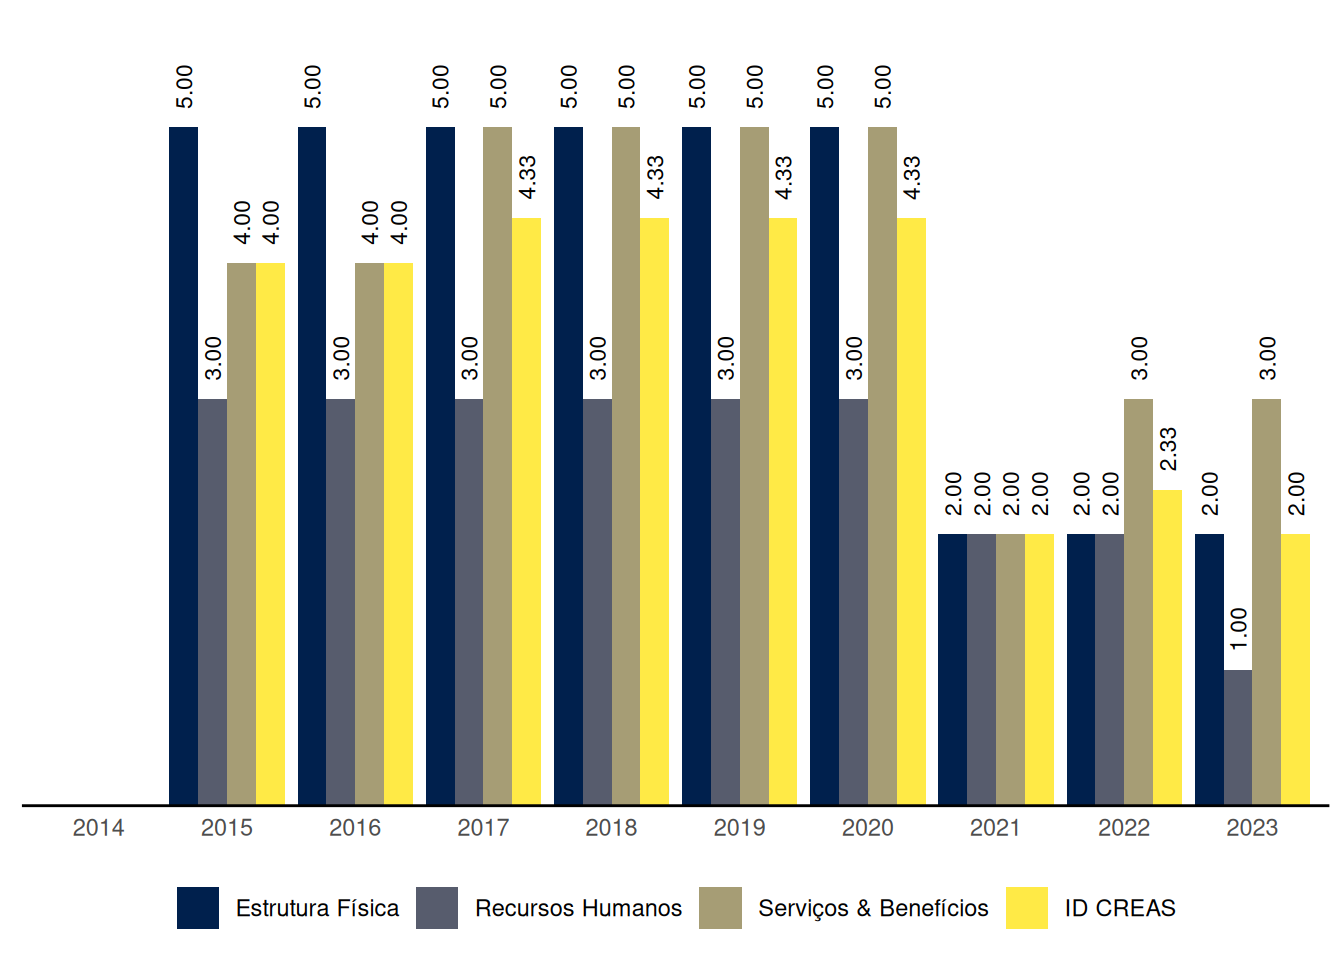 5.00 5.00 5.00 5.00 5.00 5.00 5.00 5.00 5.00 5.00
4.33 4.33 4.33 4.33
4.00 4.00 4.00 4.00
3.00 3.00 3.00 3.00 3.00 3.00 3.00 3.00
2.33
2.00 2.00 2.00 2.00 2.00 2.00 2.00 2.00
1.00
2014 2015 2016 2017 2018 2019 2020 2021 2022 2023
Estrutura Física Recursos Humanos Serviços & Benefícios ID CREAS